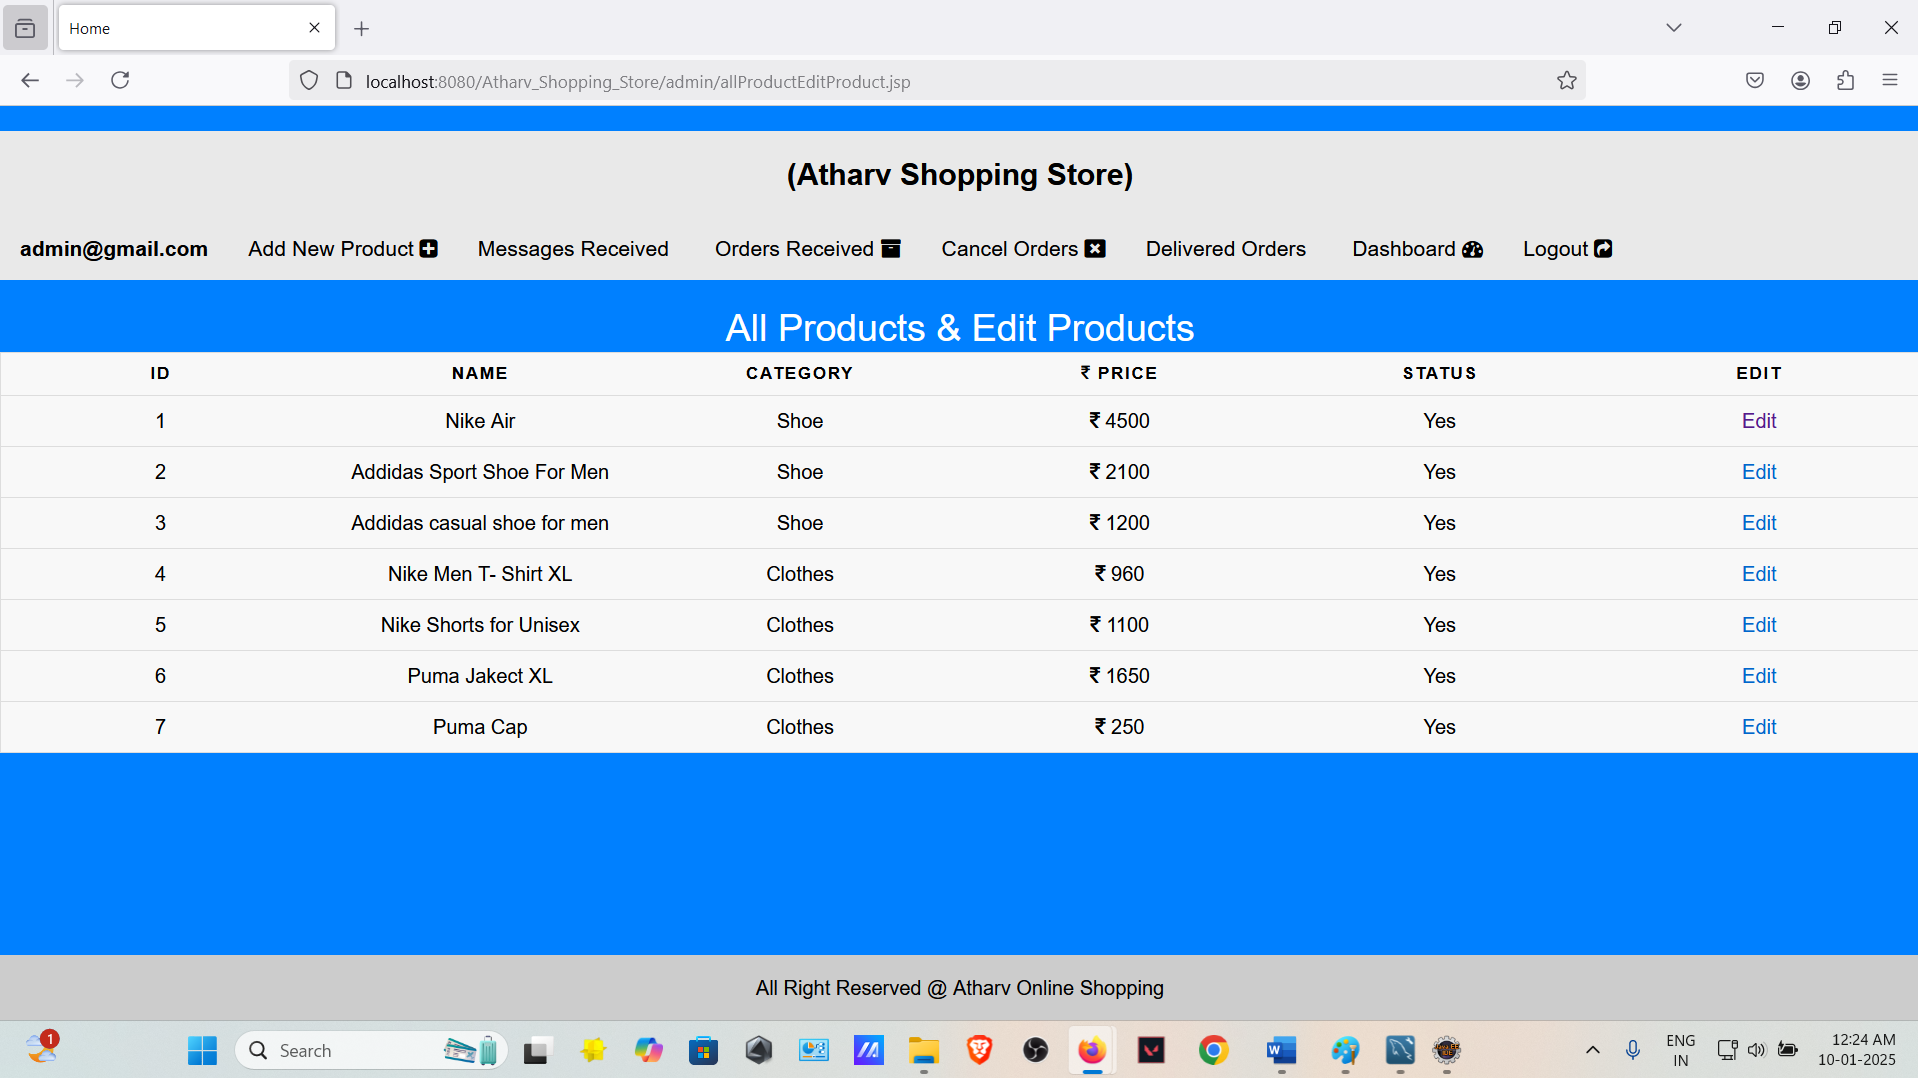 Home
localhost:8080/Atharv_Shopping_Store/admin/allProductEditProduct.jsp
(Atharv Shopping Store)
admin@gmail.com Add New Product Messages Received Orders Received Cancel Orders Delivered Orders Dashboard Logout
All Products & Edit Products
ID NAME CATEGORY ₹ PRICE STATUS EDIT
1 Nike Air Shoe ₹ 4500 Yes Edit
2 Addidas Sport Shoe For Men Shoe ₹ 2100 Yes Edit
3 Addidas casual shoe for men Shoe ₹ 1200 Yes Edit
4 Nike Men T- Shirt XL Clothes ₹ 960 Yes Edit
5 Nike Shorts for Unisex Clothes ₹ 1100 Yes Edit
6 Puma Jakect XL Clothes ₹ 1650 Yes Edit
7 Puma Cap Clothes ₹ 250 Yes Edit
All Right Reserved @ Atharv Online Shopping
1 Search ENG 12:24 AM
IN 10-01-2025